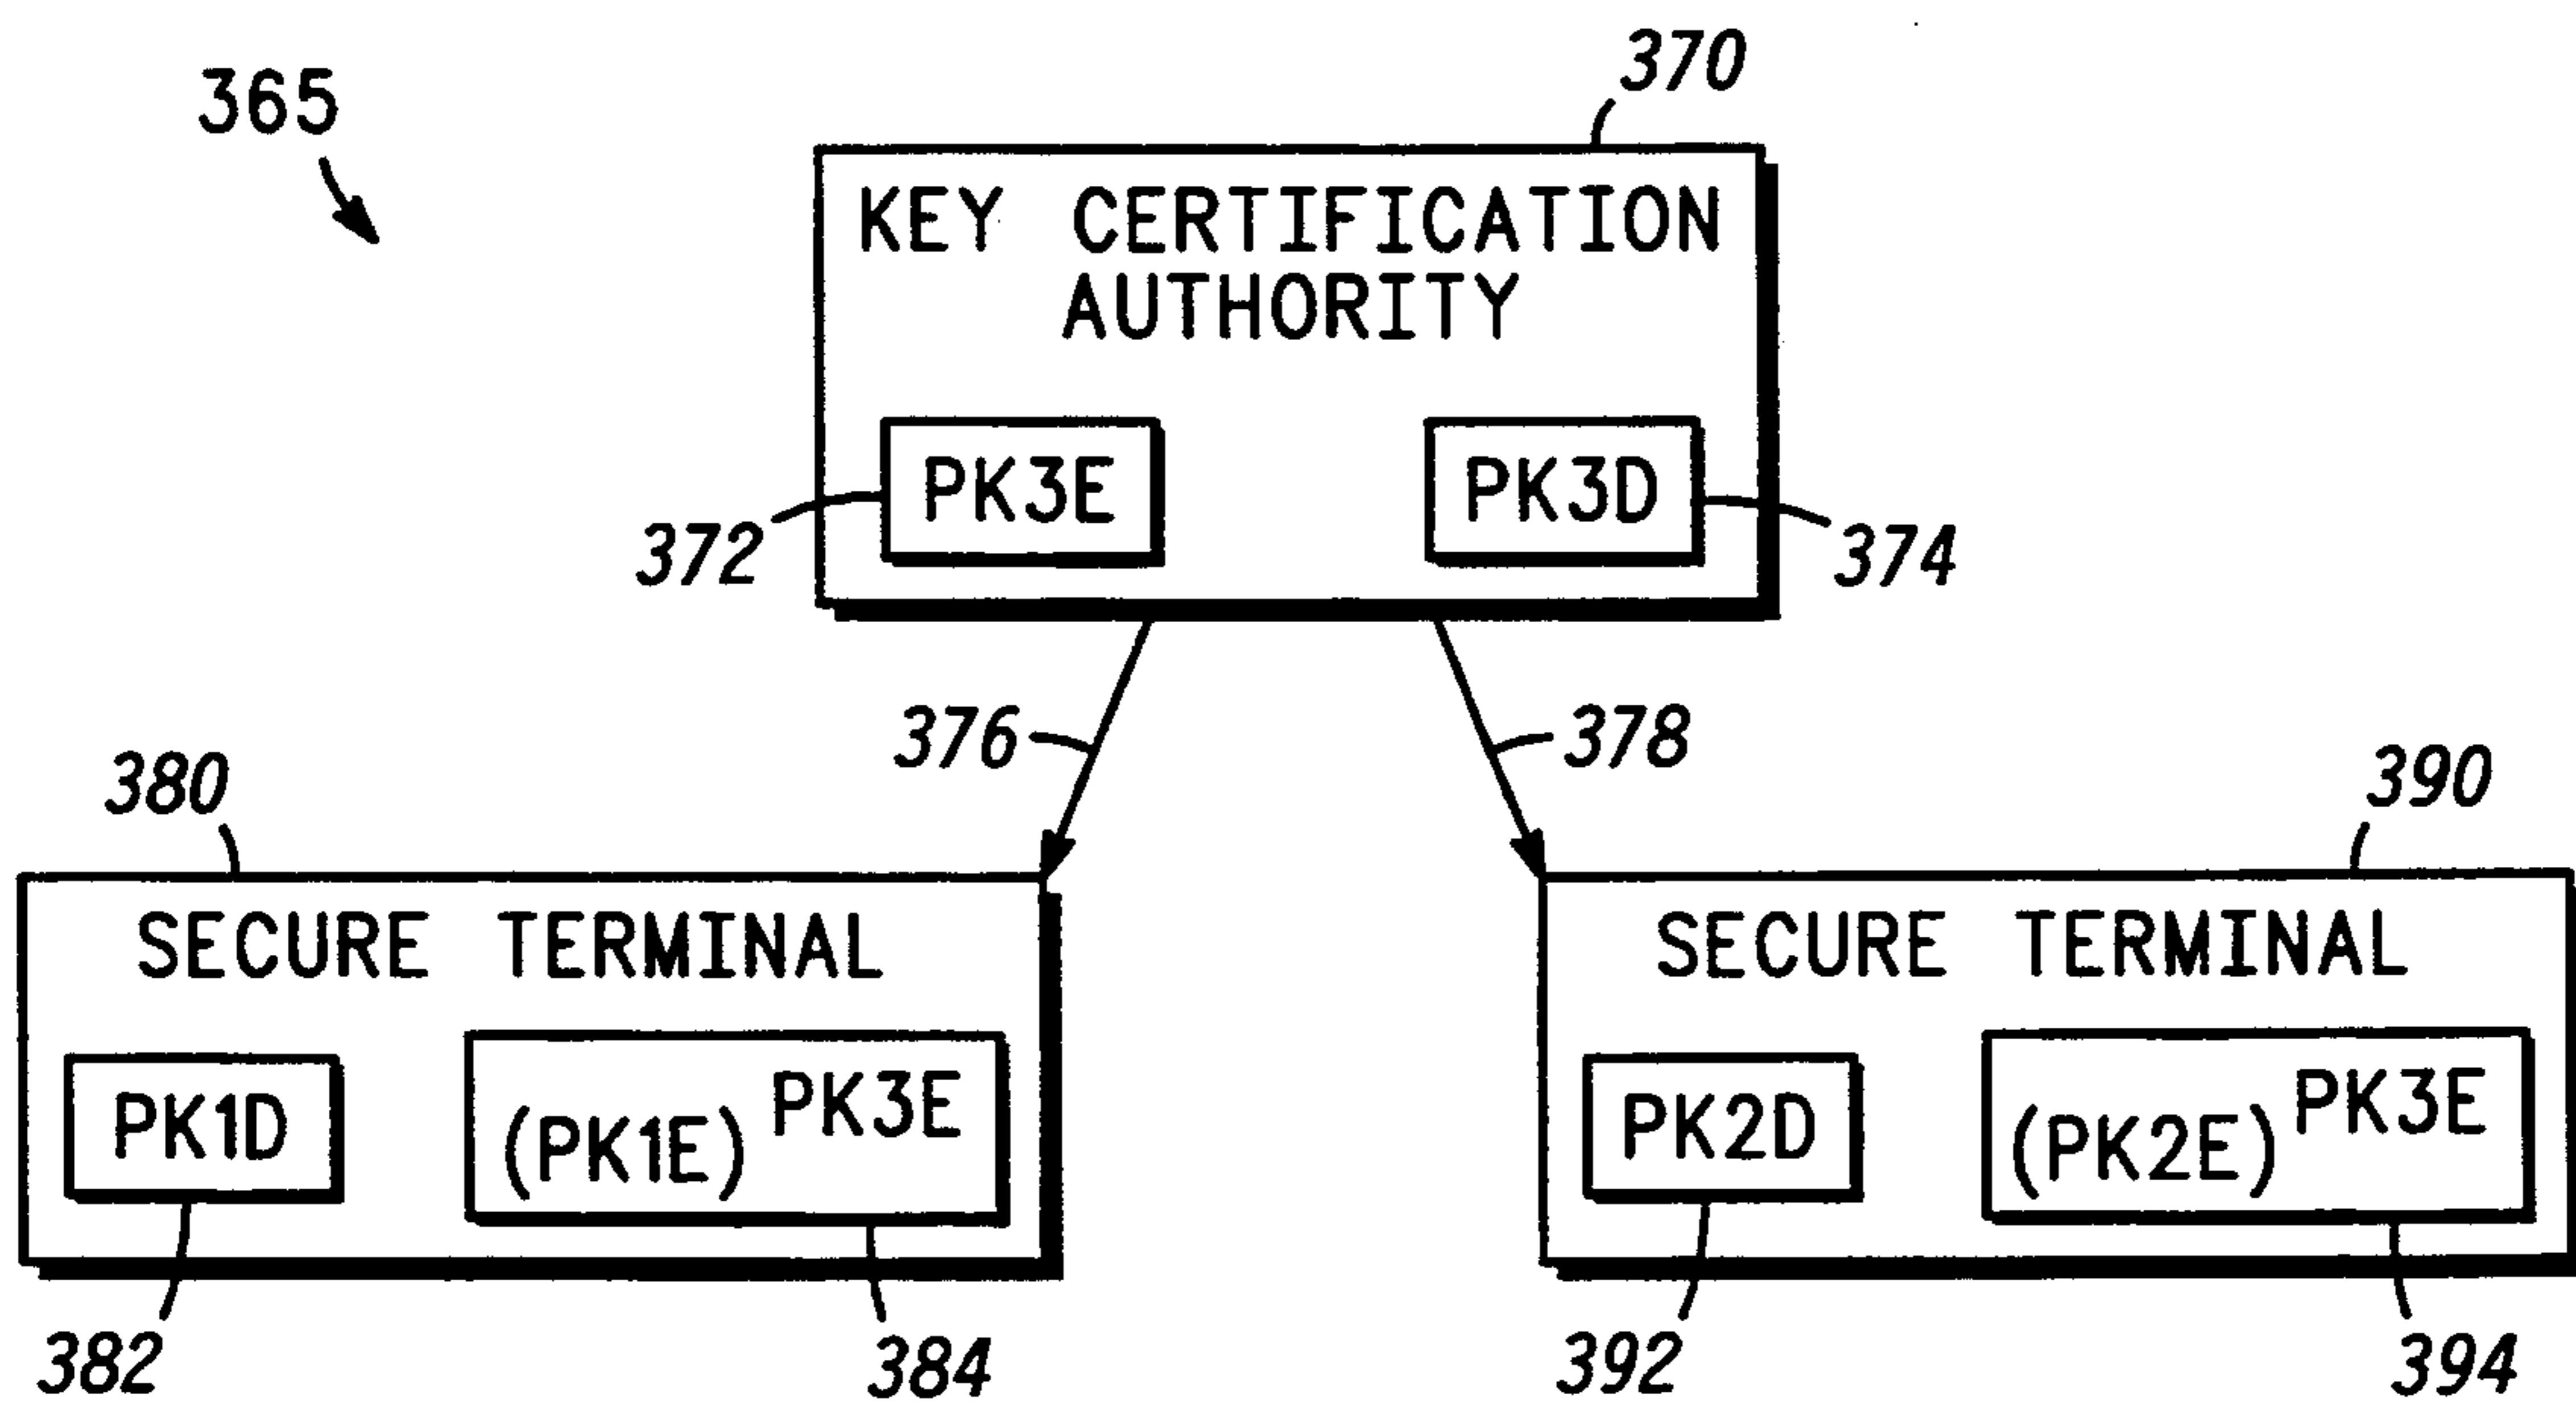 365
370
KEY CERTIFICATION
AUTHORITY
PK3E
PK3D
372
374
376
378
380
390
SECURE TERMINAL
SECURE TERMINAL
PK1D
(PK1E) PK3E
PK2D
(PK2E) PK3E
382
384
392
394